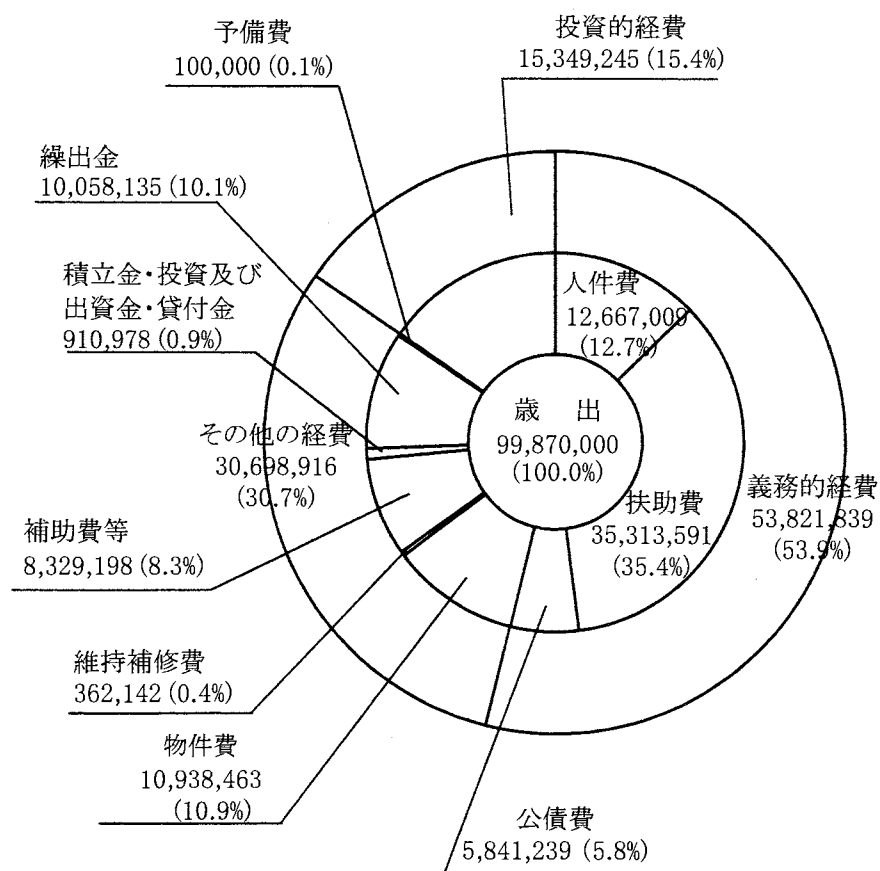 予備費
100,000 (0.1%)
投資的経費
15,349,245 (15.4%)
繰出金
10,058,135 (10.1%)
積立金・投資及び
出資金・貸付金
910,978 (0.9%)
人件費
12,667,009
(12.7%)
歳 出
99,870,000
(100.0%)
その他の経費
30,698,916
(30.7%)
扶助費
35,313,591
(35.4%)
義務的経費
53,821,839
(53.9%)
補助費等
8,329,198 (8.3%)
維持補修費
362,142 (0.4%)
物件費
10,938,463
(10.9%)
公債費
5,841,239 (5.8%)